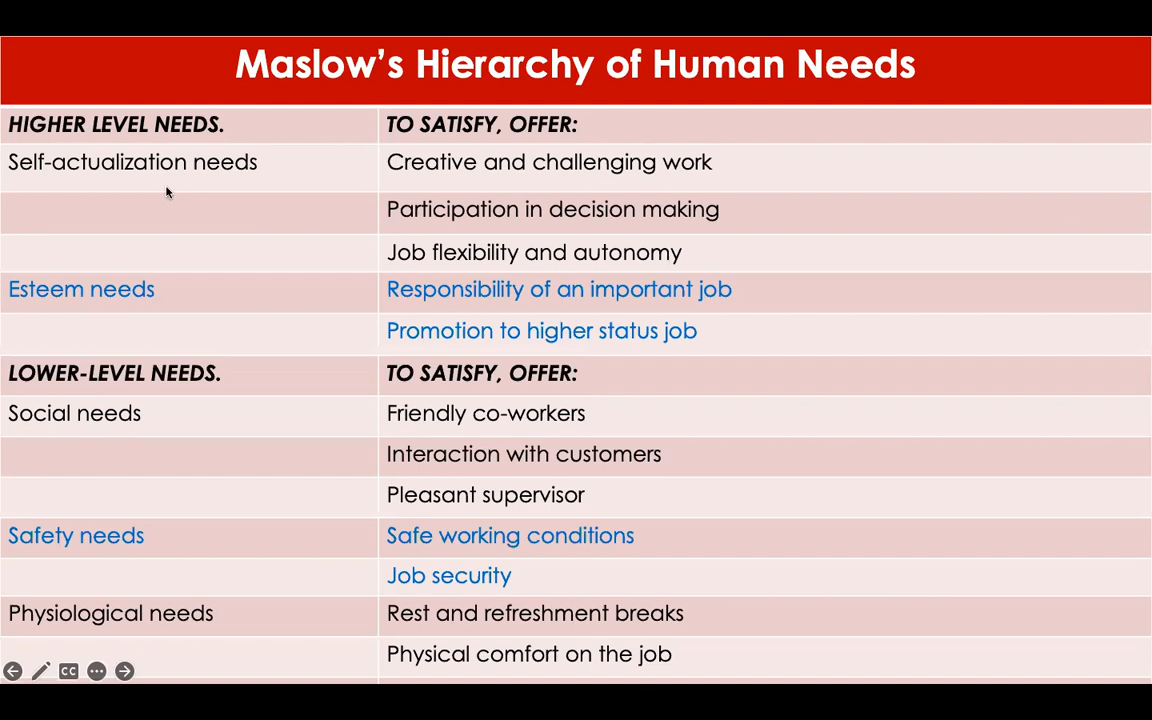 Maslow's Hierarchy of Human Needs
HIGHER LEVEL NEEDS. TO SATISFY, OFFER:
Self-actualization needs Creative and challenging work
Participation in decision making
Job flexibility and autonomy
Esteem needs Responsibility of an important job
Promotion to higher status job
LOWER-LEVEL NEEDS. TO SATISFY, OFFER:
Social needs Friendly co-workers
Interaction with customers
Pleasant supervisor
Safety needs Safe working conditions
Job security
Physiological needs Rest and refreshment breaks
Physical comfort on the job
CC